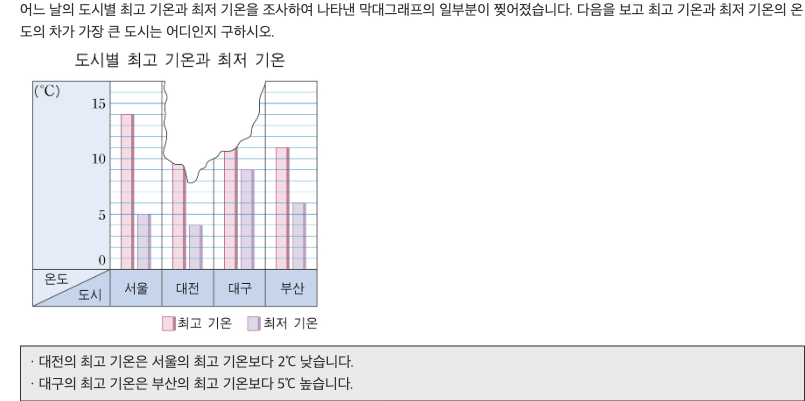 어느 날의 도시별 최고 기온과 최저 기온을 조사하여 나타낸 막대그래프의 일부분이 찢어졌습니다. 다음을 보고 최고 기온과 최저 기온의 온
도의 차가 가장 큰 도시는 어디인지 구하시오.
도시별 최고 기온과 최저 기온
(℃)
15
10
5
0
온도
도시
서울 대전 대구 부산
최고 기온 최저 기온
· 대전의 최고 기온은 서울의 최고 기온보다 2℃ 낮습니다.
· 대구의 최고 기온은 부산의 최고 기온보다 5℃ 높습니다.